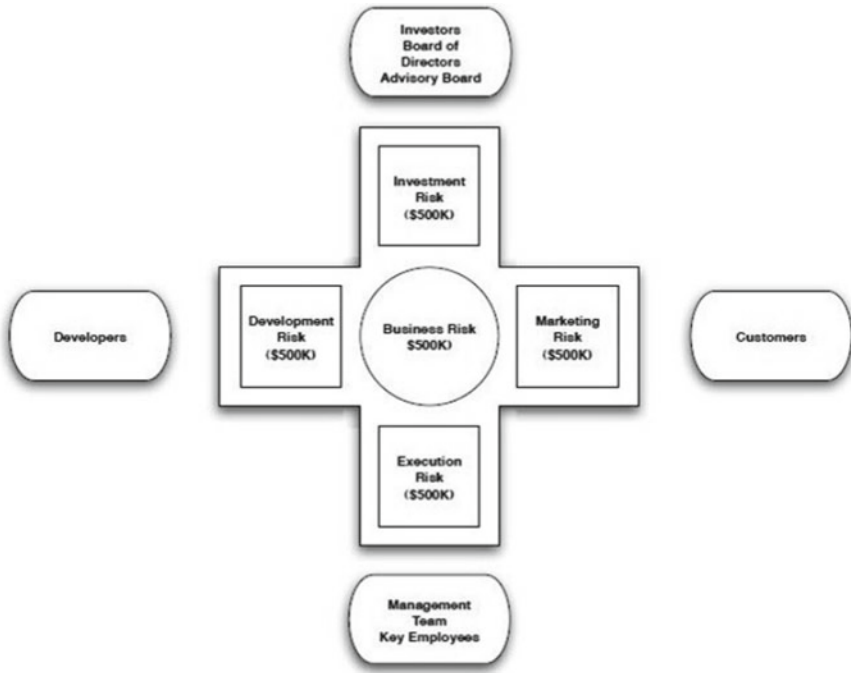 Investors
Board of
Directors
Advisory Board
Investment
Risk
($500K)
Developers
Development
Risk
($500K)
Business Risk
$500K)
Marketing
Risk
($500K)
Customers
Execution
Risk
($500K)
Management
Team
Key Employees